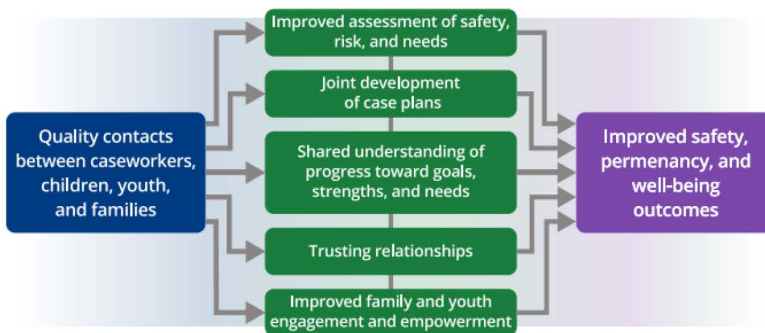 Quality contacts
between caseworkers,
children, youth,
and families
Improved assessment of safety,
risk, and needs
Joint development
of case plans
Shared understanding of
progress toward goals,
strengths, and needs
Trusting relationships
Improved family and youth
engagement and empowerment
Improved safety,
permenancy, and
well-being
outcomes